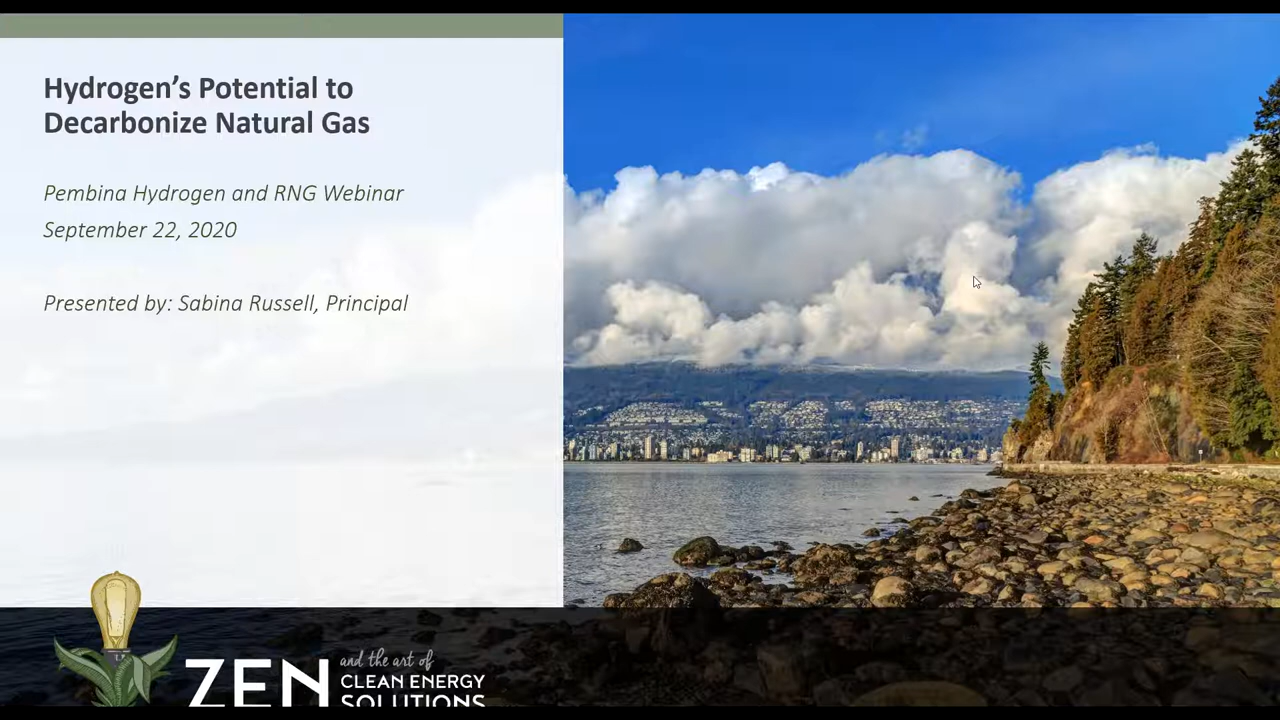 Hydrogen’s Potential to
Decarbonize Natural Gas
Pembina Hydrogen and RNG Webinar
September 22, 2020
Presented by: Sabina Russell, Principal
ZEN
and the art of
CLEAN ENERGY
SOLUTIONS